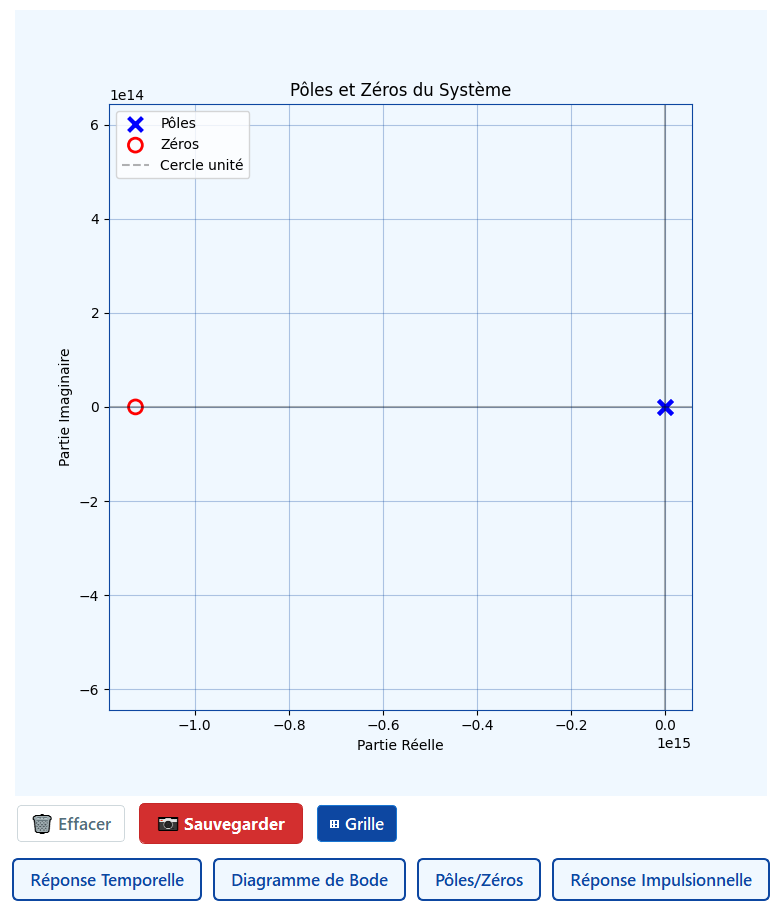 Pôles et Zéros du Système
1e14
Pôles
Zéros
Cercle unité
6
4
2
0
−2
−4
−6
Partie Imaginaire
−1.0 −0.8 −0.6 −0.4 −0.2 0.0
1e15
Partie Réelle
Effacer Sauvegarder Grille
Réponse Temporelle Diagramme de Bode Pôles/Zéros Réponse Impulsionnelle